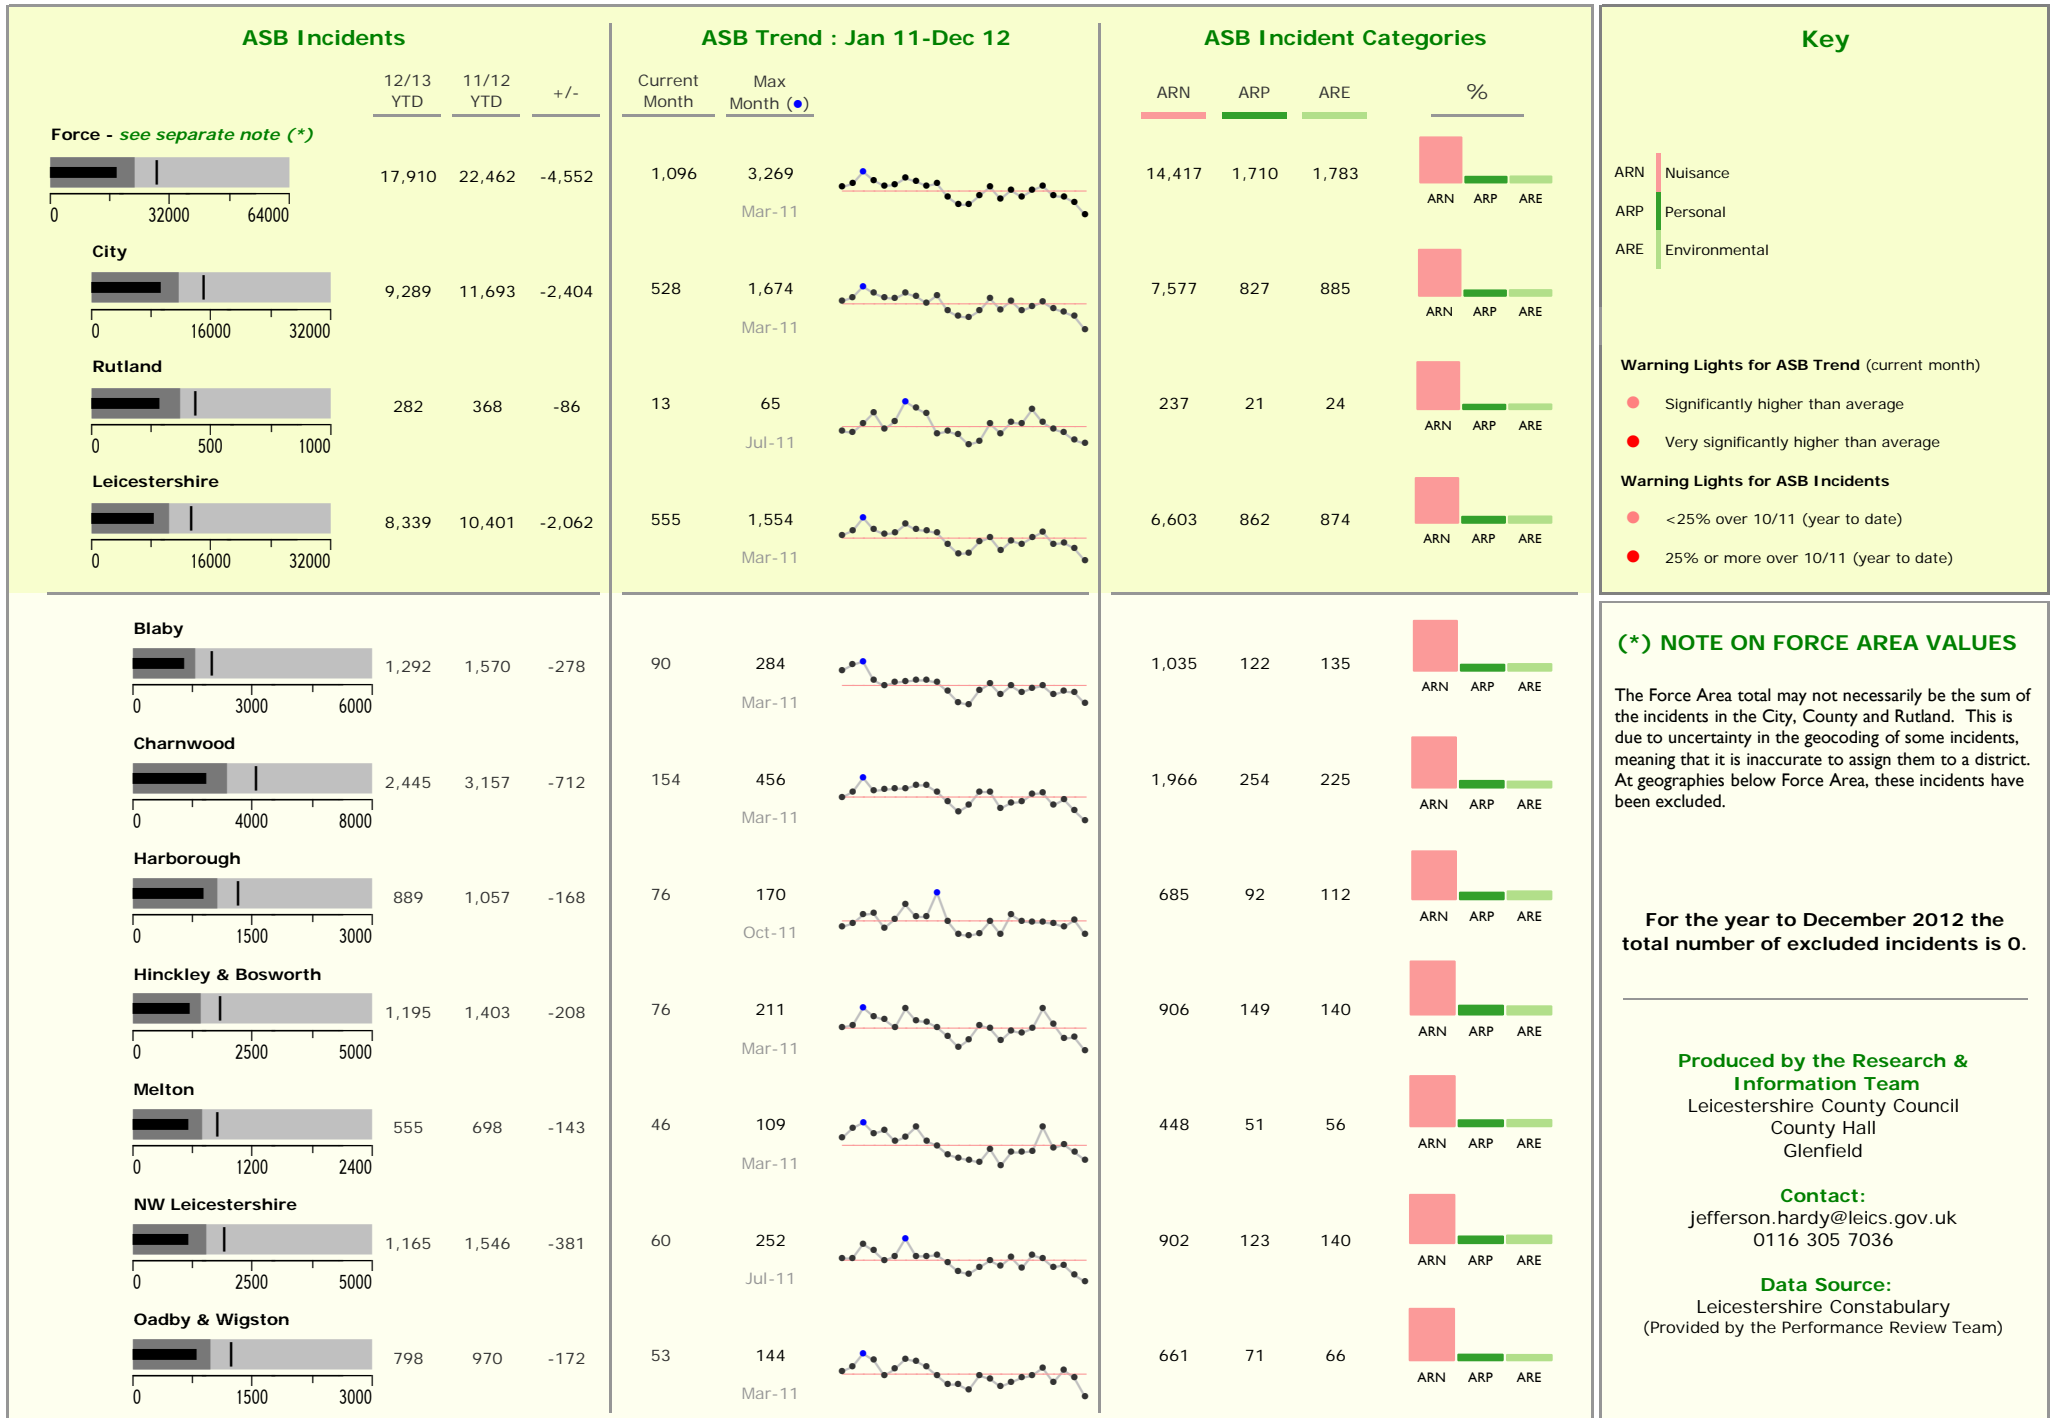 ASB Incidents
12/13 YTD
11/12 YTD
+/-
ASB Trend : Jan 11-Dec 12
Current Month
Max Month (●)
ASB Incident Categories
ARN ARP ARE %
Force - see separate note (*)
17,910 22,462 -4,552 1,096 3,269 14,417 1,710 1,783
Mar-11
ARN ARP ARE
0 32000 64000
City
9,289 11,693 -2,404 528 1,674 7,577 827 885
Mar-11
ARN ARP ARE
0 16000 32000
Rutland
282 368 -86 13 65 237 21 24
Jul-11
ARN ARP ARE
0 500 1000
Leicestershire
8,339 10,401 -2,062 555 1,554 6,603 862 874
Mar-11
ARN ARP ARE
0 16000 32000
Blaby
1,292 1,570 -278 90 284 1,035 122 135
Mar-11
ARN ARP ARE
0 3000 6000
Charnwood
2,445 3,157 -712 154 456 1,966 254 225
Mar-11
ARN ARP ARE
0 4000 8000
Harborough
889 1,057 -168 76 170 685 92 112
Oct-11
ARN ARP ARE
0 1500 3000
Hinckley & Bosworth
1,195 1,403 -208 76 211 906 149 140
Mar-11
ARN ARP ARE
0 2500 5000
Melton
555 698 -143 46 109 448 51 56
Mar-11
ARN ARP ARE
0 1200 2400
NW Leicestershire
1,165 1,546 -381 60 252 902 123 140
Jul-11
ARN ARP ARE
0 2500 5000
Oadby & Wigston
798 970 -172 53 144 661 71 66
Mar-11
ARN ARP ARE
0 1500 3000
Key
ARN Nuisance
ARP Personal
ARE Environmental
Warning Lights for ASB Trend (current month)
Significantly higher than average
Very significantly higher than average
Warning Lights for ASB Incidents
<25% over 10/11 (year to date)
25% or more over 10/11 (year to date)
(*) NOTE ON FORCE AREA VALUES
The Force Area total may not necessarily be the sum of
the incidents in the City, County and Rutland. This is
due to uncertainty in the geocoding of some incidents,
meaning that it is inaccurate to assign them to a district.
At geographies below Force Area, these incidents have
been excluded.
For the year to December 2012 the
total number of excluded incidents is 0.
Produced by the Research &
Information Team
Leicestershire County Council
County Hall
Glenfield
Contact:
jefferson.hardy@leics.gov.uk
0116 305 7036
Data Source:
Leicestershire Constabulary
(Provided by the Performance Review Team)